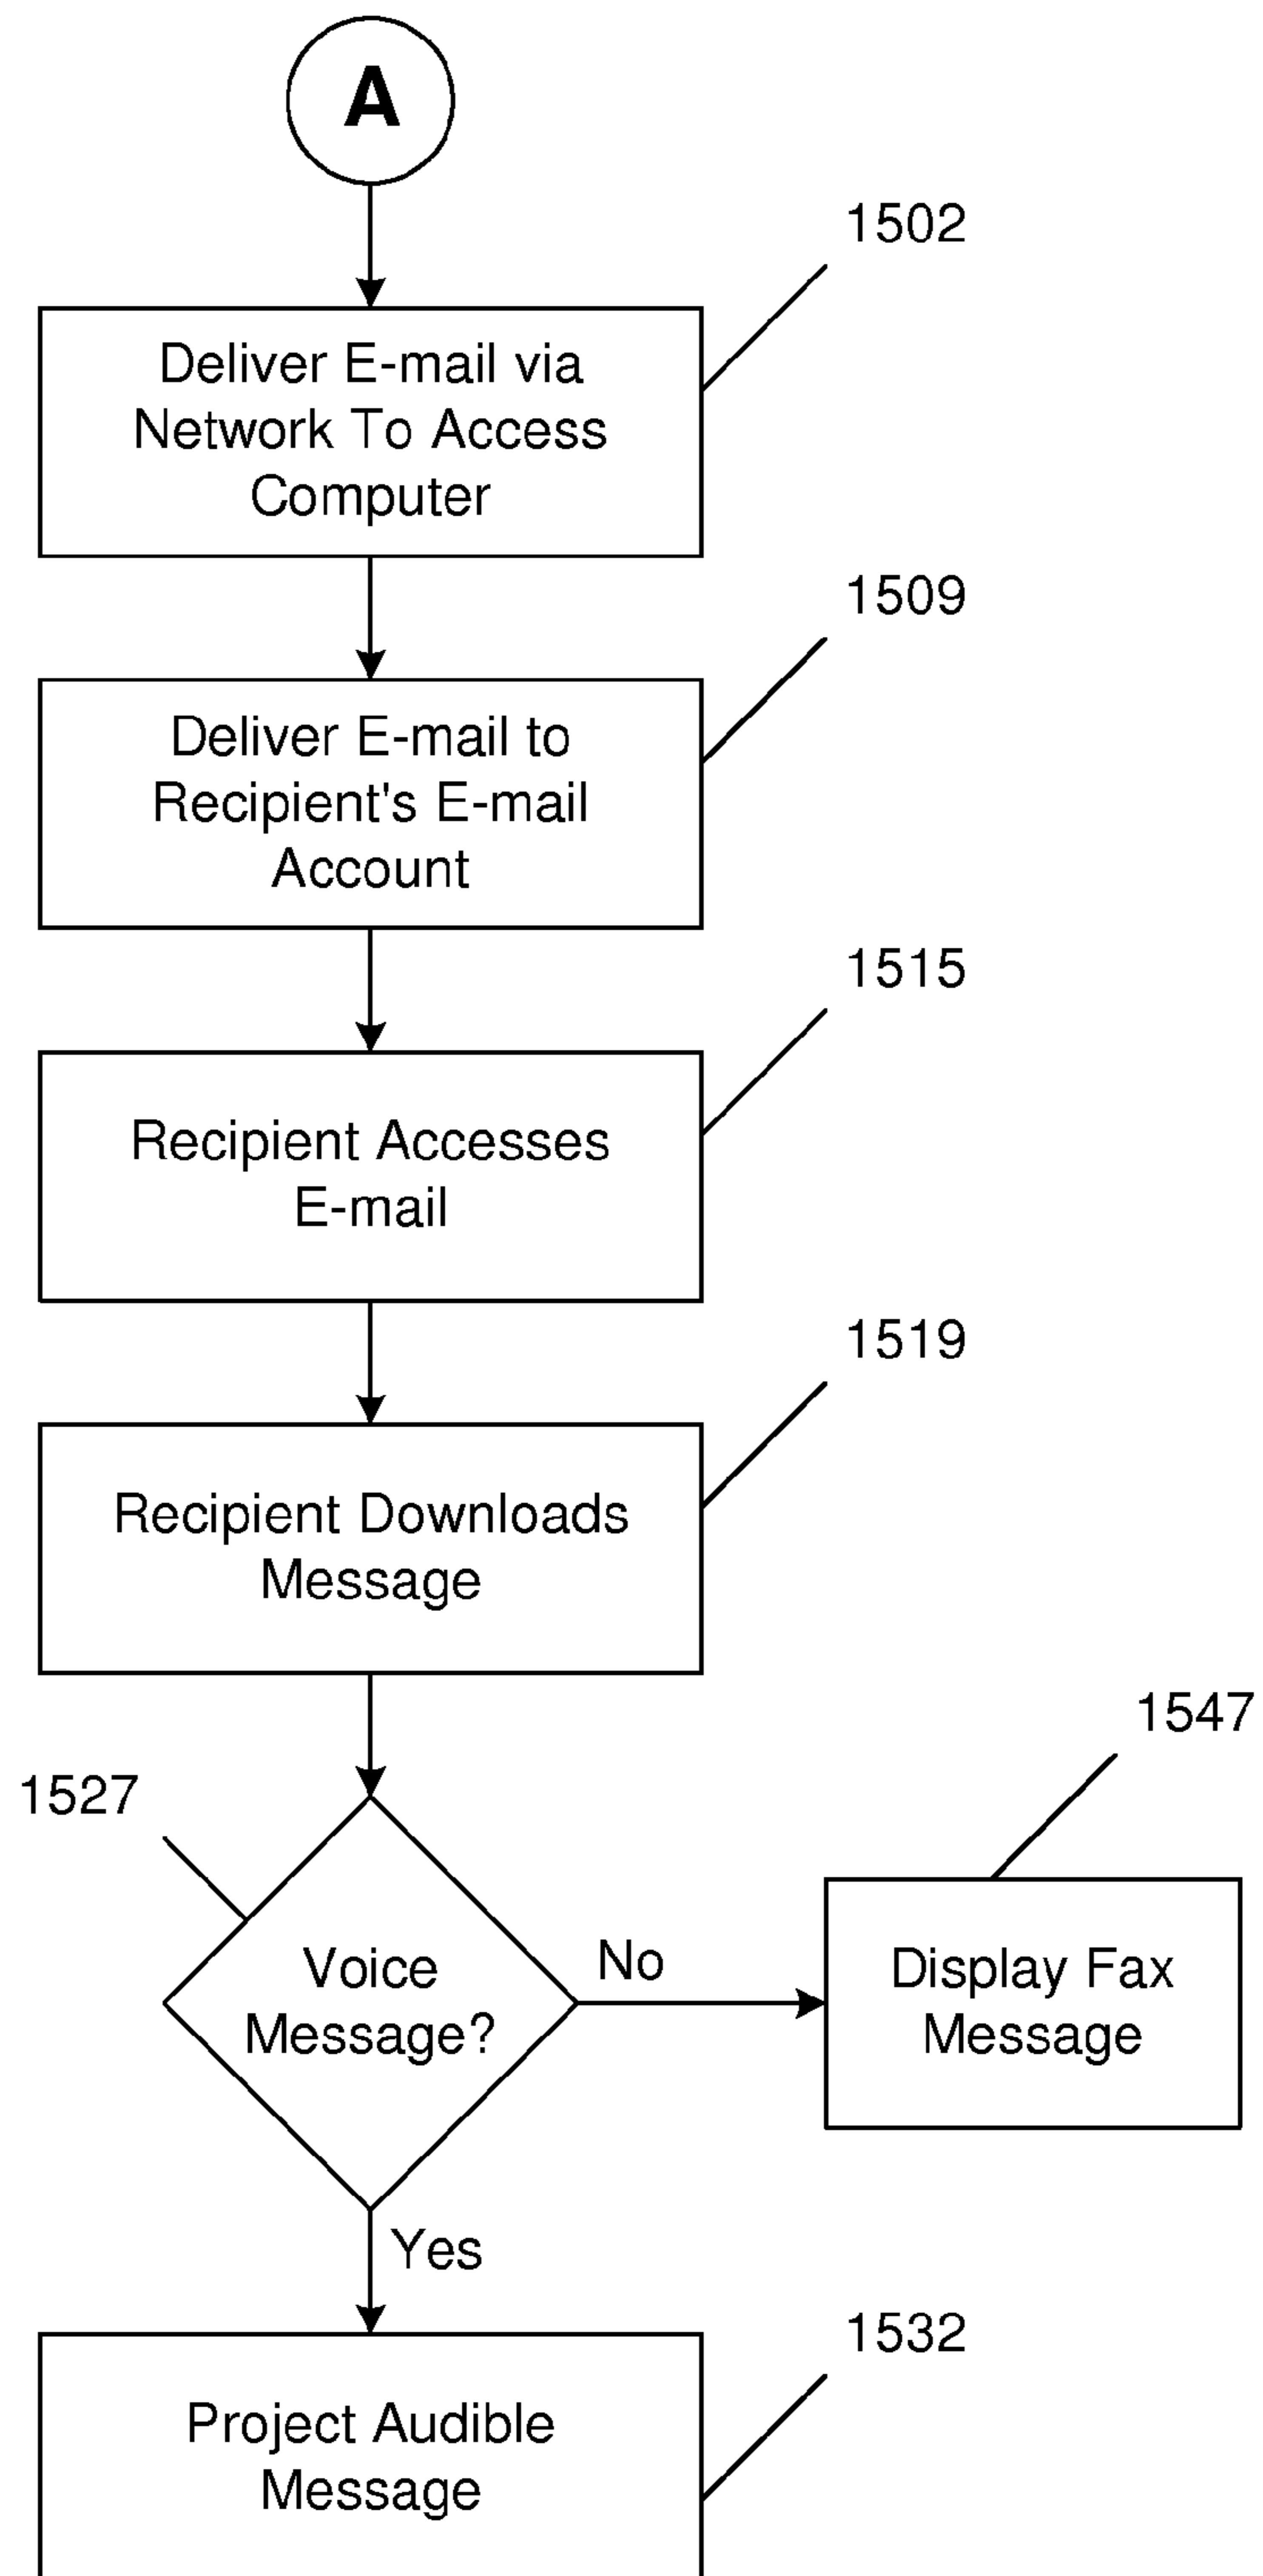 A
1502
Deliver E-mail via
Network To Access
Computer
1509
Deliver E-mail to
Recipient's E-mail
Account
1515
Recipient Accesses
E-mail
1519
Recipient Downloads
Message
1547
1527
Voice
Message?
No
Display Fax
Message
Yes
1532
Project Audible
Message